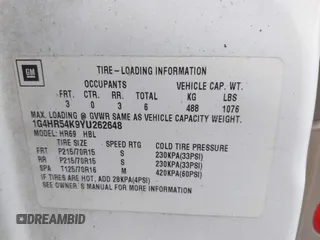 GM
TIRE-LOADING INFORMATION
OCCUPANTS VEHICLE CAP. WT.
FRT. CTR. RR. TOTAL KG LBS
3 0 3 6 488 1076
MAX. LOADING @ GVWR SAME AS VEHICLE CAPACITY WEIGHT.
1G4HR54K9YU262648
MODEL: HR69 HBL
TIRE SIZE SPEED RTG COLD TIRE PRESSURE
FRT P215/70R15 S 230KPA(33PSI)
RR P215/70R15 S 230KPA(33PSI)
SPA T125/70R16 M 420KPA(60PSI)
IF TIRES ARE HOT, ADD 28KPA(4PSI)
SEE OWNER'S MANUAL FOR MORE INFORMATION
AUTOBIDMASTER